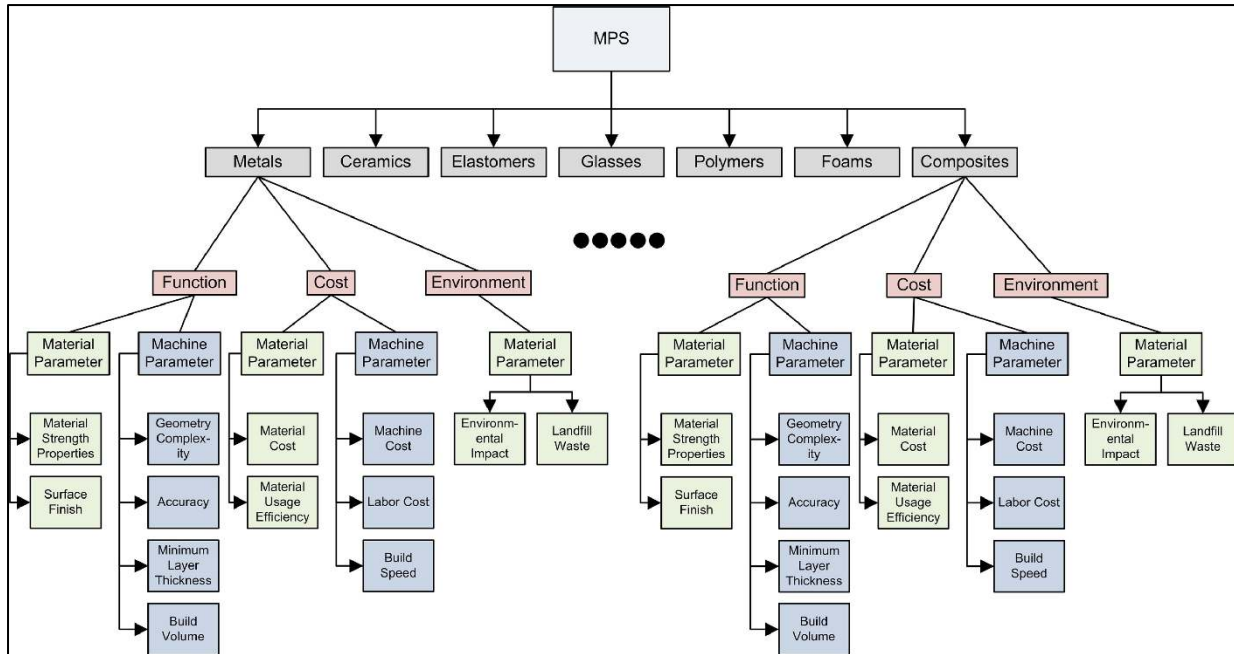 MPS
Metals
Ceramics
Elastomers
Glasses
Polymers
Foams
Composites
Function
Cost
Environment
Function
Cost
Environment
Material
Parameter
Machine
Parameter
Material
Parameter
Machine
Parameter
Material
Parameter
Material
Parameter
Machine
Parameter
Material
Parameter
Machine
Parameter
Material
Parameter
Material
Strength
Properties
Surface
Finish
Geometry
Complex-
ity
Accuracy
Minimum
Layer
Thickness
Build
Volume
Material
Cost
Material
Usage
Efficiency
Machine
Cost
Labor Cost
Build
Speed
Environm-
ental
Impact
Landfill
Waste
Material
Strength
Properties
Surface
Finish
Geometry
Complex-
ity
Accuracy
Minimum
Layer
Thickness
Build
Volume
Material
Cost
Material
Usage
Efficiency
Machine
Cost
Labor Cost
Build
Speed
Environm-
ental
Impact
Landfill
Waste